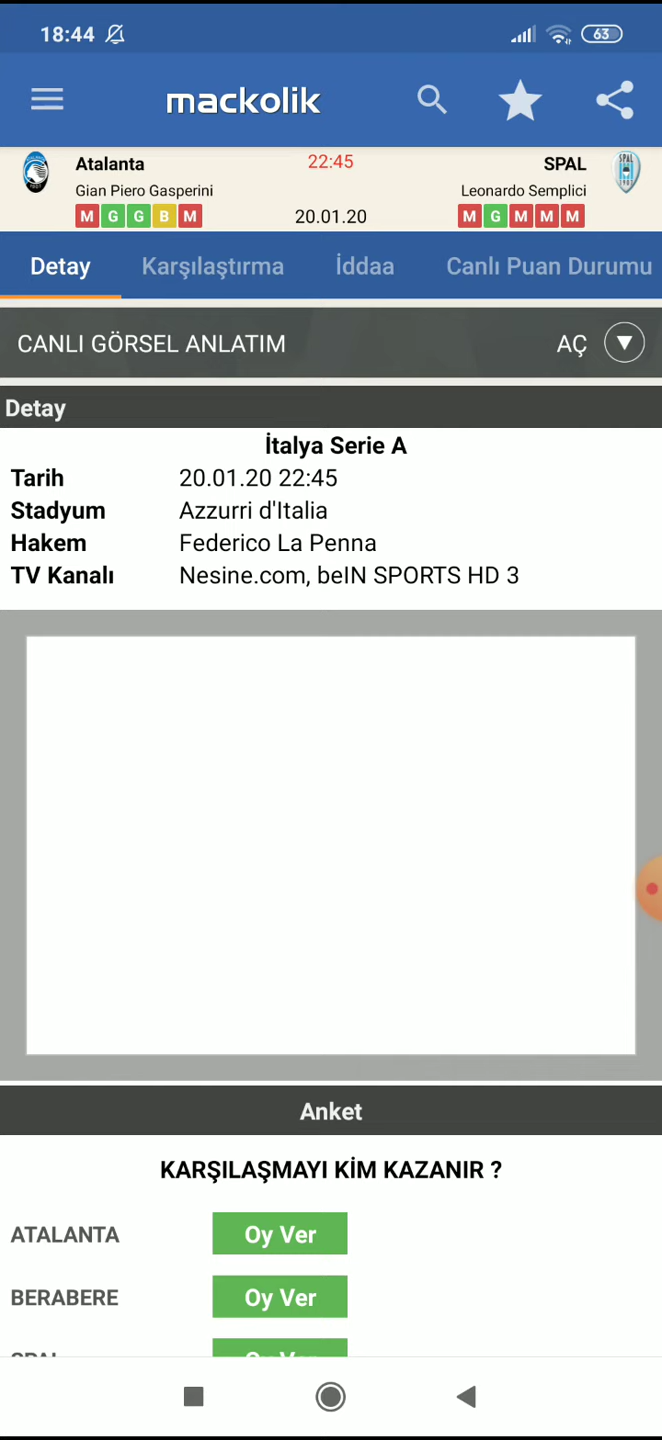 18:44 63
mackolik
Atalanta 22:45 SPAL
Gian Piero Gasperini Leonardo Semplici
M G G B M 20.01.20 M G M M M
Detay Karşılaştırma İddaa Canlı Puan Durumu
CANLI GÖRSEL ANLATIM AÇ
Detay
İtalya Serie A
Tarih 20.01.20 22:45
Stadyum Azzurri d'Italia
Hakem Federico La Penna
TV Kanalı Nesine.com, beIN SPORTS HD 3
Anket
KARŞILAŞMAYI KİM KAZANIR ?
ATALANTA Oy Ver
BERABERE Oy Ver
SPAL Oy Ver